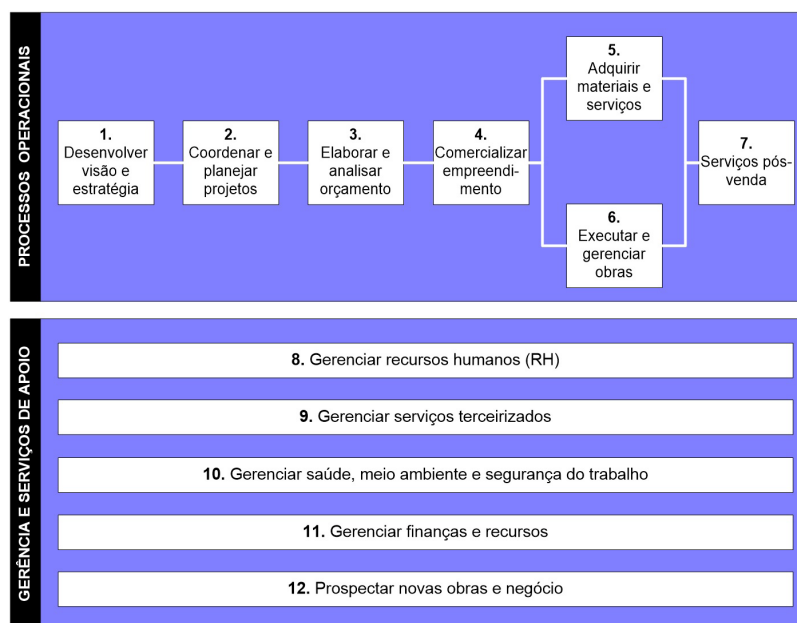 PROCESSOS OPERACIONAIS
1.
Desenvolver
visão e
estratégia
2.
Coordenar e
planejar
projetos
3.
Elaborar e
analisar
orçamento
4.
Comercializar
empreendi-
mento
5.
Adquirir
materiais e
serviços
6.
Executar e
gerenciar
obras
7.
Serviços pós-
venda
GERÊNCIA E SERVIÇOS DE APOIO
8. Gerenciar recursos humanos (RH)
9. Gerenciar serviços terceirizados
10. Gerenciar saúde, meio ambiente e segurança do trabalho
11. Gerenciar finanças e recursos
12. Prospectar novas obras e negócio